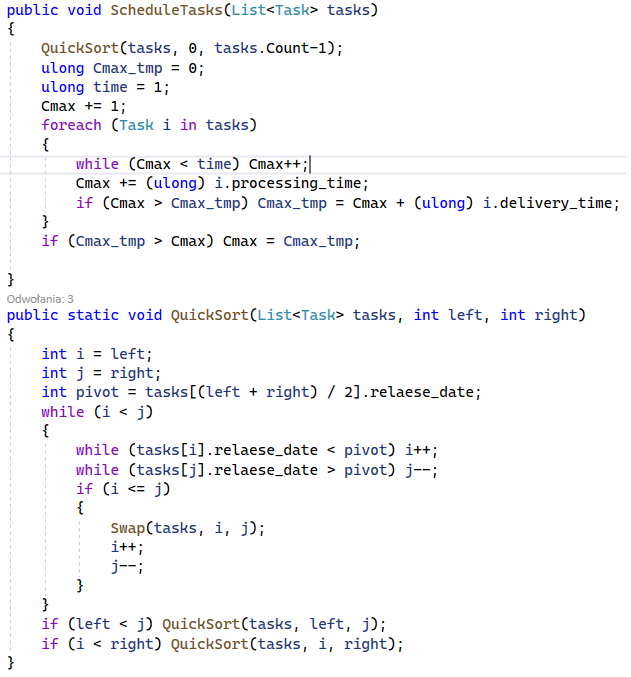 public void ScheduleTasks(List<Task> tasks)
{
QuickSort(tasks, 0, tasks.Count-1);
ulong Cmax_tmp = 0;
ulong time = 1;
Cmax += 1;
foreach (Task i in tasks)
{
while (Cmax < time) Cmax++;
Cmax += (ulong) i.processing_time;
if (Cmax > Cmax_tmp) Cmax_tmp = Cmax + (ulong) i.delivery_time;
}
if (Cmax_tmp > Cmax) Cmax = Cmax_tmp;
}
Odwołania: 3
public static void QuickSort(List<Task> tasks, int left, int right)
{
int i = left;
int j = right;
int pivot = tasks[(left + right) / 2].relaese_date;
while (i < j)
{
while (tasks[i].relaese_date < pivot) i++;
while (tasks[j].relaese_date > pivot) j--;
if (i <= j)
{
Swap(tasks, i, j);
i++;
j--;
}
}
if (left < j) QuickSort(tasks, left, j);
if (i < right) QuickSort(tasks, i, right);
}